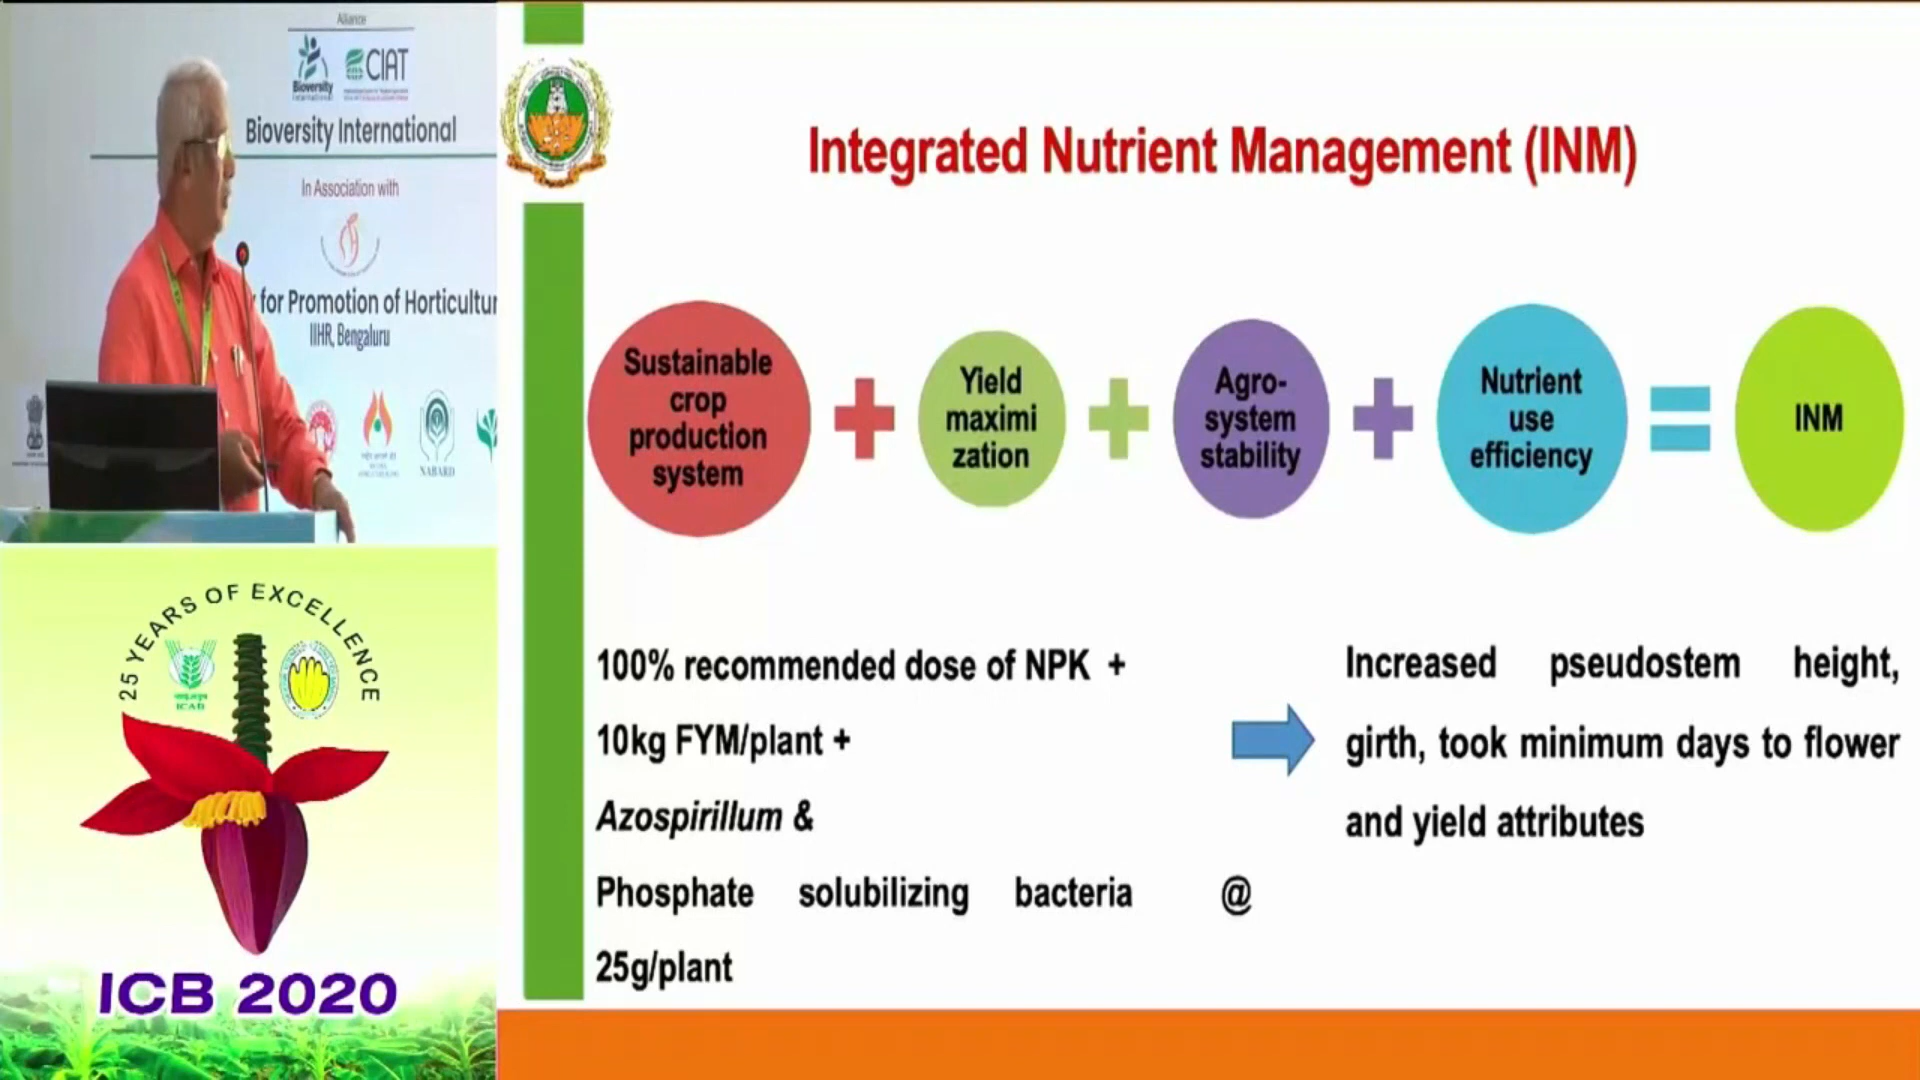 Alliance
Bioversity
CIAT
Bioversity International
In Association with
for Promotion of Horticultur
IIHR, Bengaluru
NABARD
25 YEARS OF EXCELLENCE
ICAR
ICB 2020
Integrated Nutrient Management (INM)
Sustainable
crop
production
system
Yield
maximi
zation
Agro-
system
stability
Nutrient
use
efficiency
INM
100% recommended dose of NPK +
10kg FYM/plant +
Azospirillum &
Phosphate solubilizing bacteria @
25g/plant
Increased pseudostem height,
girth, took minimum days to flower
and yield attributes